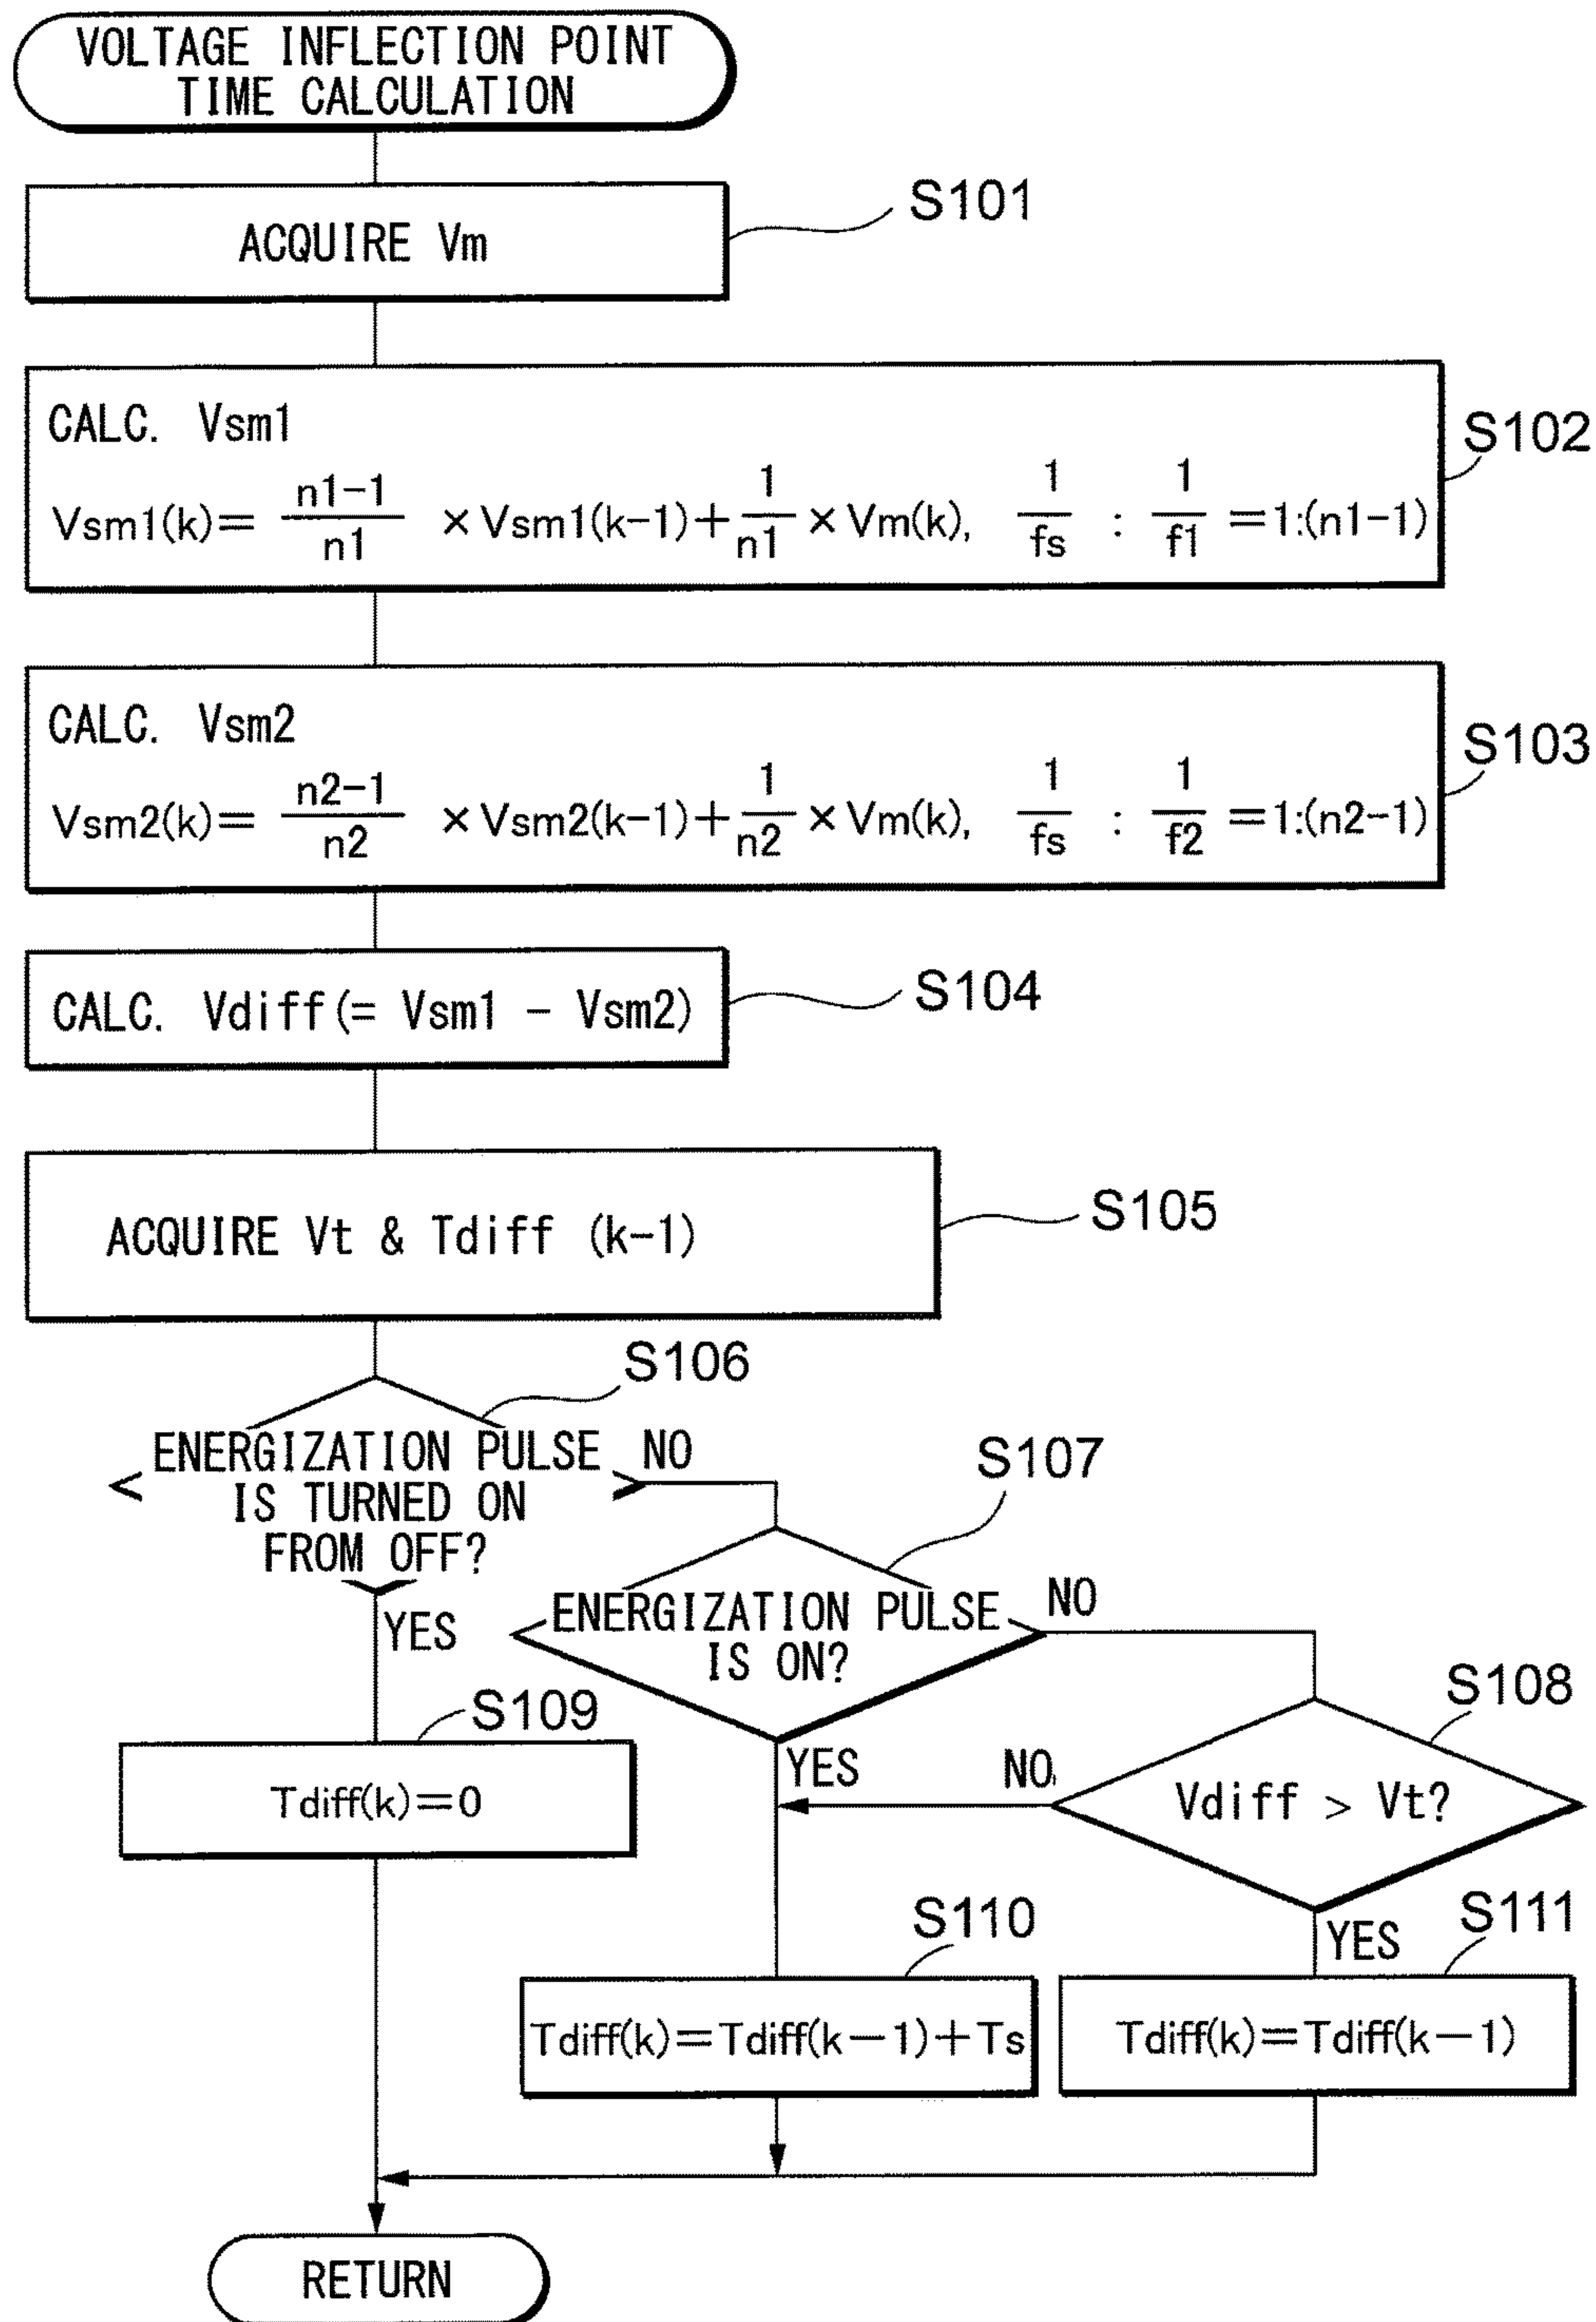 VOLTAGE INFLECTION POINT
TIME CALCULATION
ACQUIRE Vm
S101
CALC. Vsm1
Vsm1(k)= n1-1/n1 ×Vsm1(k-1)+1/n1×Vm(k), 1/fs : 1/f1 =1:(n1-1)
S102
CALC. Vsm2
Vsm2(k)= n2-1/n2 ×Vsm2(k-1)+1/n2×Vm(k), 1/fs : 1/f2 =1:(n2-1)
S103
CALC. Vdiff(= Vsm1 - Vsm2)
S104
ACQUIRE Vt & Tdiff (k-1)
S105
S106
ENERGIZATION PULSE
IS TURNED ON
FROM OFF?
NO
YES
S107
ENERGIZATION PULSE
IS ON?
NO
YES
S108
Vdiff > Vt?
NO
YES
S109
Tdiff(k)=0
S110
Tdiff(k)=Tdiff(k-1)+Ts
S111
Tdiff(k)=Tdiff(k-1)
RETURN